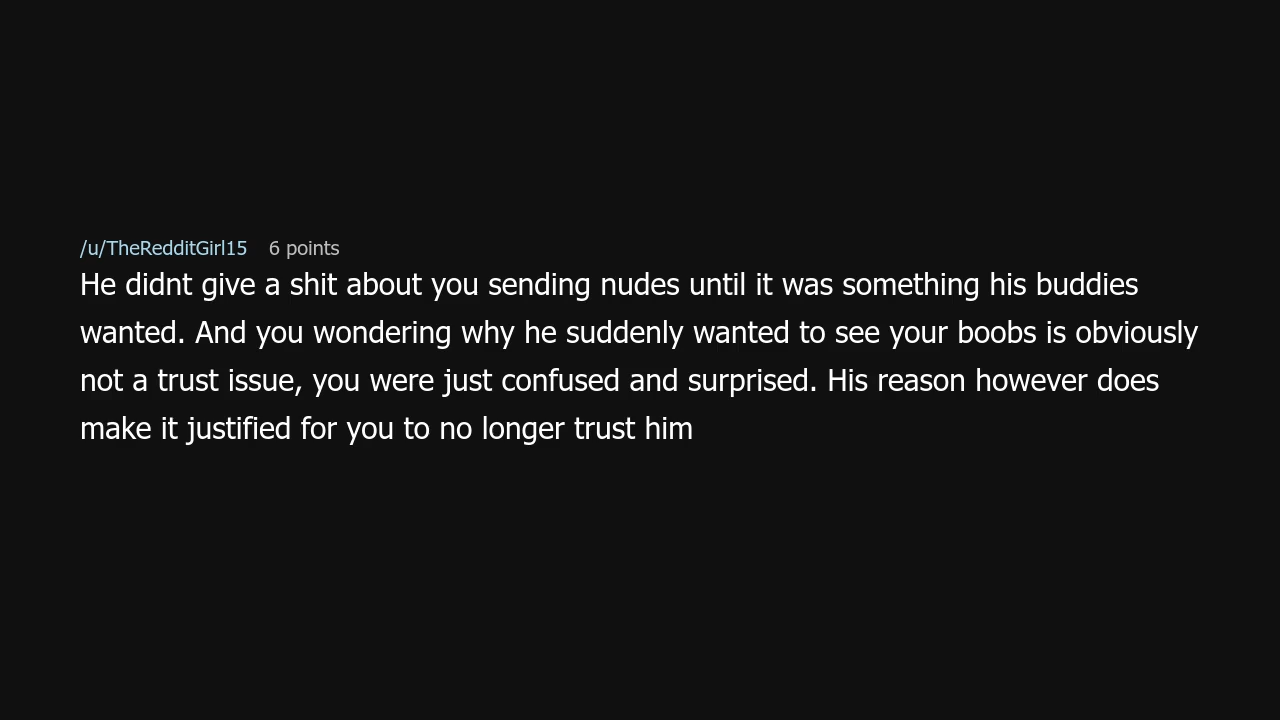 /u/TheRedditGirl15 6 points
He didnt give a shit about you sending nudes until it was something his buddies
wanted. And you wondering why he suddenly wanted to see your boobs is obviously
not a trust issue, you were just confused and surprised. His reason however does
make it justified for you to no longer trust him